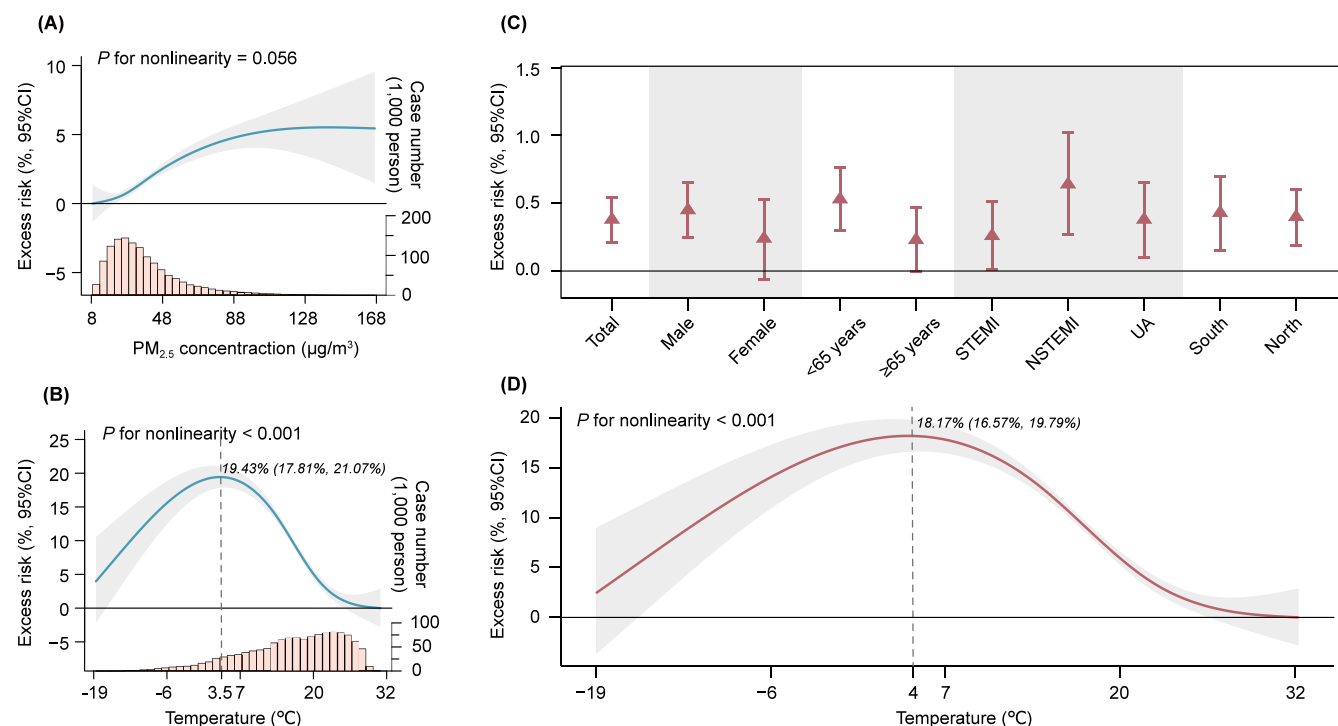 (A)
P for nonlinearity = 0.056
Excess risk (%, 95%CI)
10
5
0
−5
Case number
(1,000 person)
200
100
0
8
48
88
128
168
PM2.5 concentraction (µg/m³)
(B)
P for nonlinearity < 0.001
19.43% (17.81%, 21.07%)
Excess risk (%, 95%CI)
25
20
15
10
5
0
−5
Case number
(1,000 person)
100
50
0
-19
-6
3.5
7
20
32
Temperature (℃)
(C)
Excess risk (%, 95%CI)
1.5
1.0
0.5
0.0
Total
Male
Female
<65 years
≥65 years
STEMI
NSTEMI
UA
South
North
(D)
P for nonlinearity < 0.001
18.17% (16.57%, 19.79%)
Excess risk (%, 95%CI)
20
15
10
5
0
−19
−6
4
7
20
32
Temperature (℃)